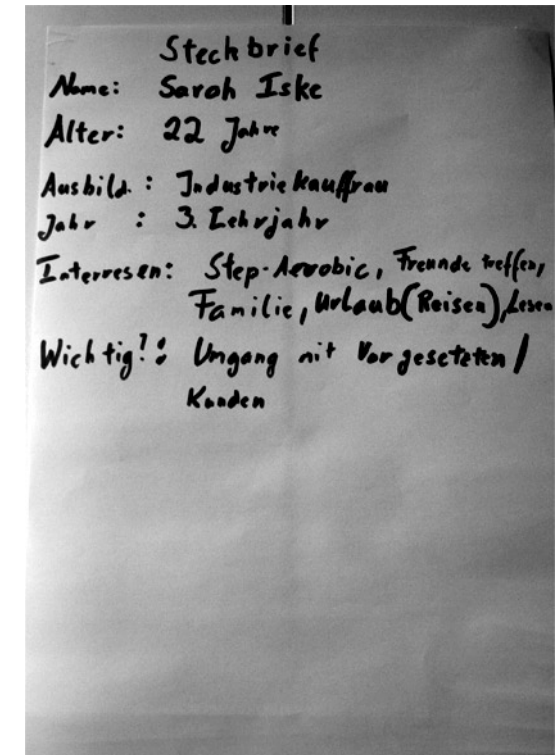 Steckbrief
Name: Sarah Iske
Alter: 22 Jahre
Ausbild.: Industriekauffrau
Jahr : 3. Lehrjahr
Interresen: Step-Aerobic, Freunde treffen,
Familie, Urlaub (Reisen), Lesen
Wichtig?: Umgang mit Vorgesetzten /
Kunden